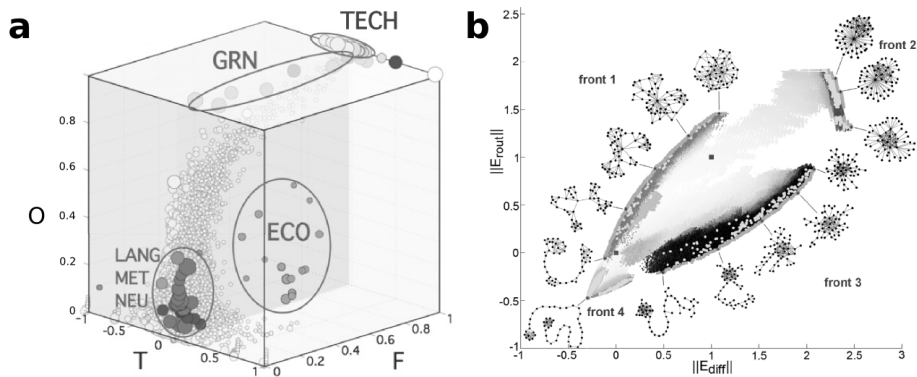 a
TECH
GRN
0.8
0.6
0.4
0.2
0
O
ECO
LANG
MET
NEU
-1
-0.5
0
0.5
1
T
0
0.2
0.4
0.6
0.8
1
F
b
2.5
2
1.5
1
0.5
0
-0.5
-1
||E_rout||
front 1
front 2
front 3
front 4
-1
-0.5
0
0.5
1
1.5
2
2.5
3
||E_diff||